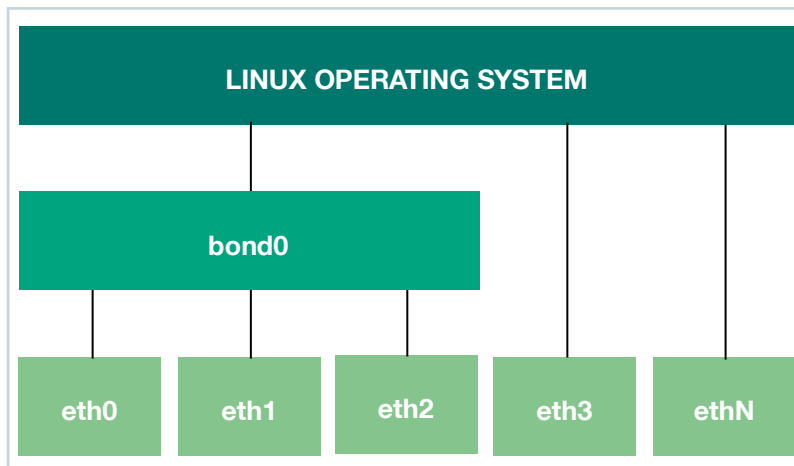 LINUX OPERATING SYSTEM
bond0
eth0
eth1
eth2
eth3
ethN